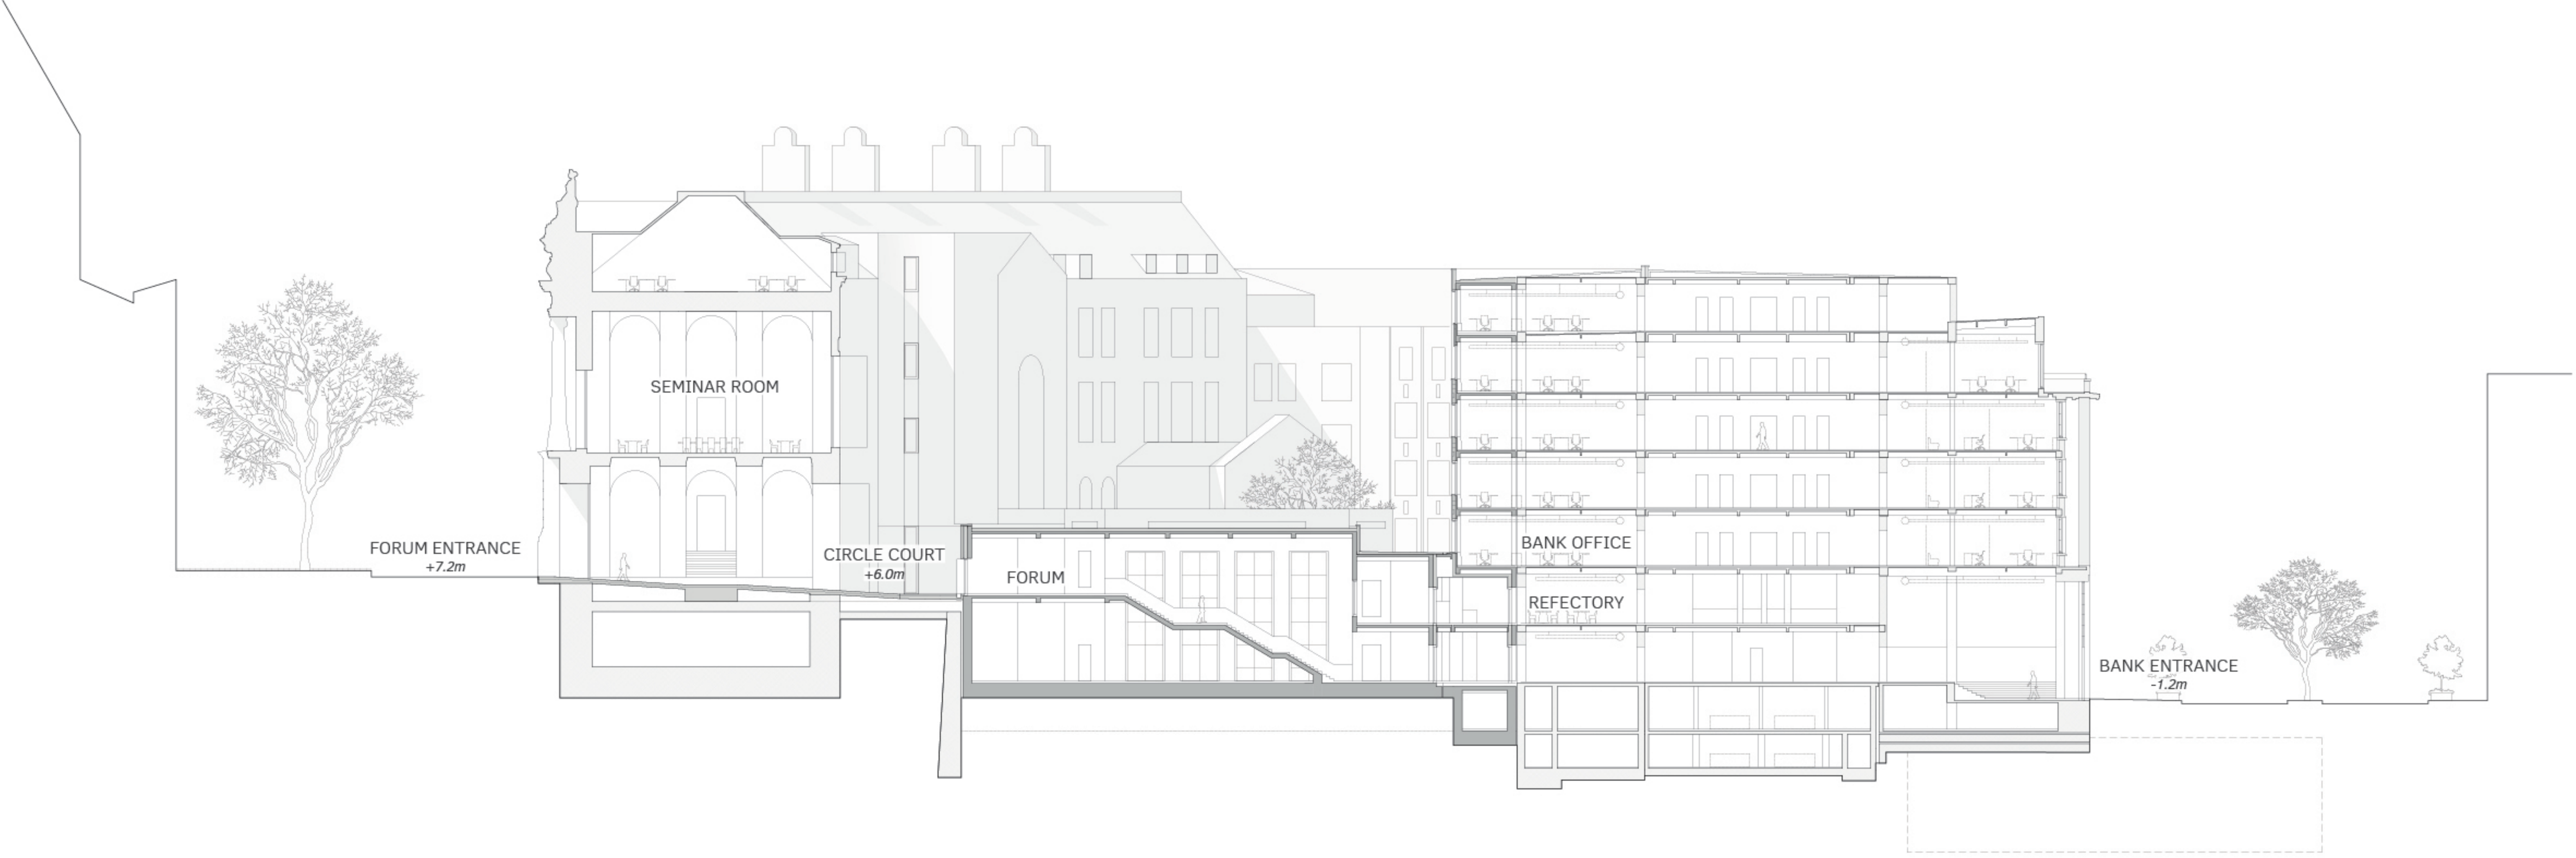 SEMINAR ROOM
FORUM ENTRANCE
+7.2m
CIRCLE COURT
+6.0m
FORUM
BANK OFFICE
REFECTORY
BANK ENTRANCE
-1.2m